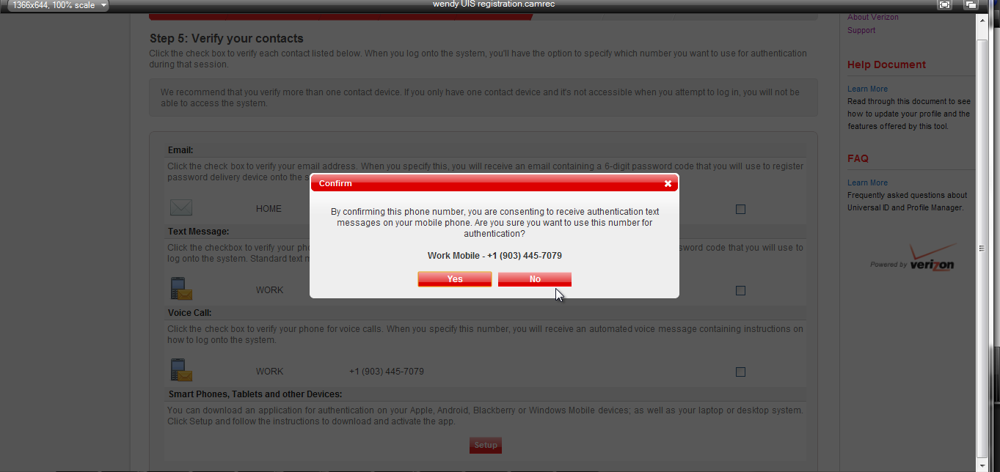 1366x644, 100% scale
wendy UIS registration.camrec
About Verizon
Support
Step 5: Verify your contacts
Click the check box to verify each contact listed below. When you log onto the system, you'll have the option to specify which number you want to use for authentication
during that session.
We recommend that you verify more than one contact device. If you only have one contact device and it's not accessible when you attempt to log in, you will not be
able to access the system.
Help Document
Learn More
Read through this document to see
how to update your profile and the
features offered by this tool.
FAQ
Learn More
Frequently asked questions about
Universal ID and Profile Manager.
Powered by verizon
Email:
Click the check box to verify your email address. When you specify this, you will receive an email containing a 6-digit password code that you will use to register
password delivery device onto the s
HOME
Text Message:
Click the checkbox to verify your pho
sword code that you will use to
log onto the system. Standard text m
WORK
Confirm
By confirming this phone number, you are consenting to receive authentication text
messages on your mobile phone. Are you sure you want to use this number for
authentication?
Work Mobile - +1 (903) 445-7079
Yes No
Voice Call:
Click the check box to verify your phone for voice calls. When you specify this number, you will receive an automated voice message containing instructions on
how to log onto the system.
WORK +1 (903) 445-7079
Smart Phones, Tablets and other Devices:
You can download an application for authentication on your Apple, Android, Blackberry or Windows Mobile devices; as well as your laptop or desktop system.
Click Setup and follow the instructions to download and activate the app.
Setup